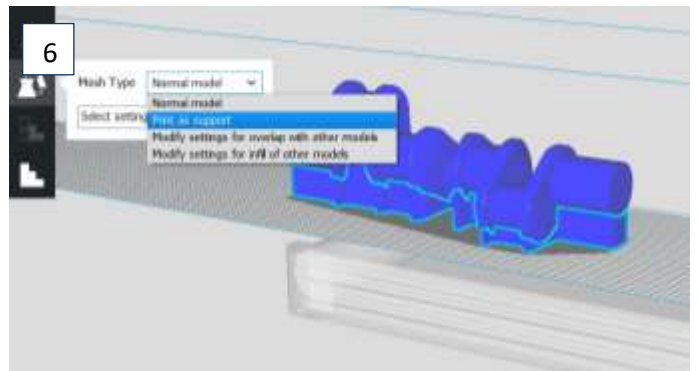 6
Mesh Type Normal model
Normal model
Select setting Print as support
Modify settings for overlap with other models
Modify settings for infill of other models